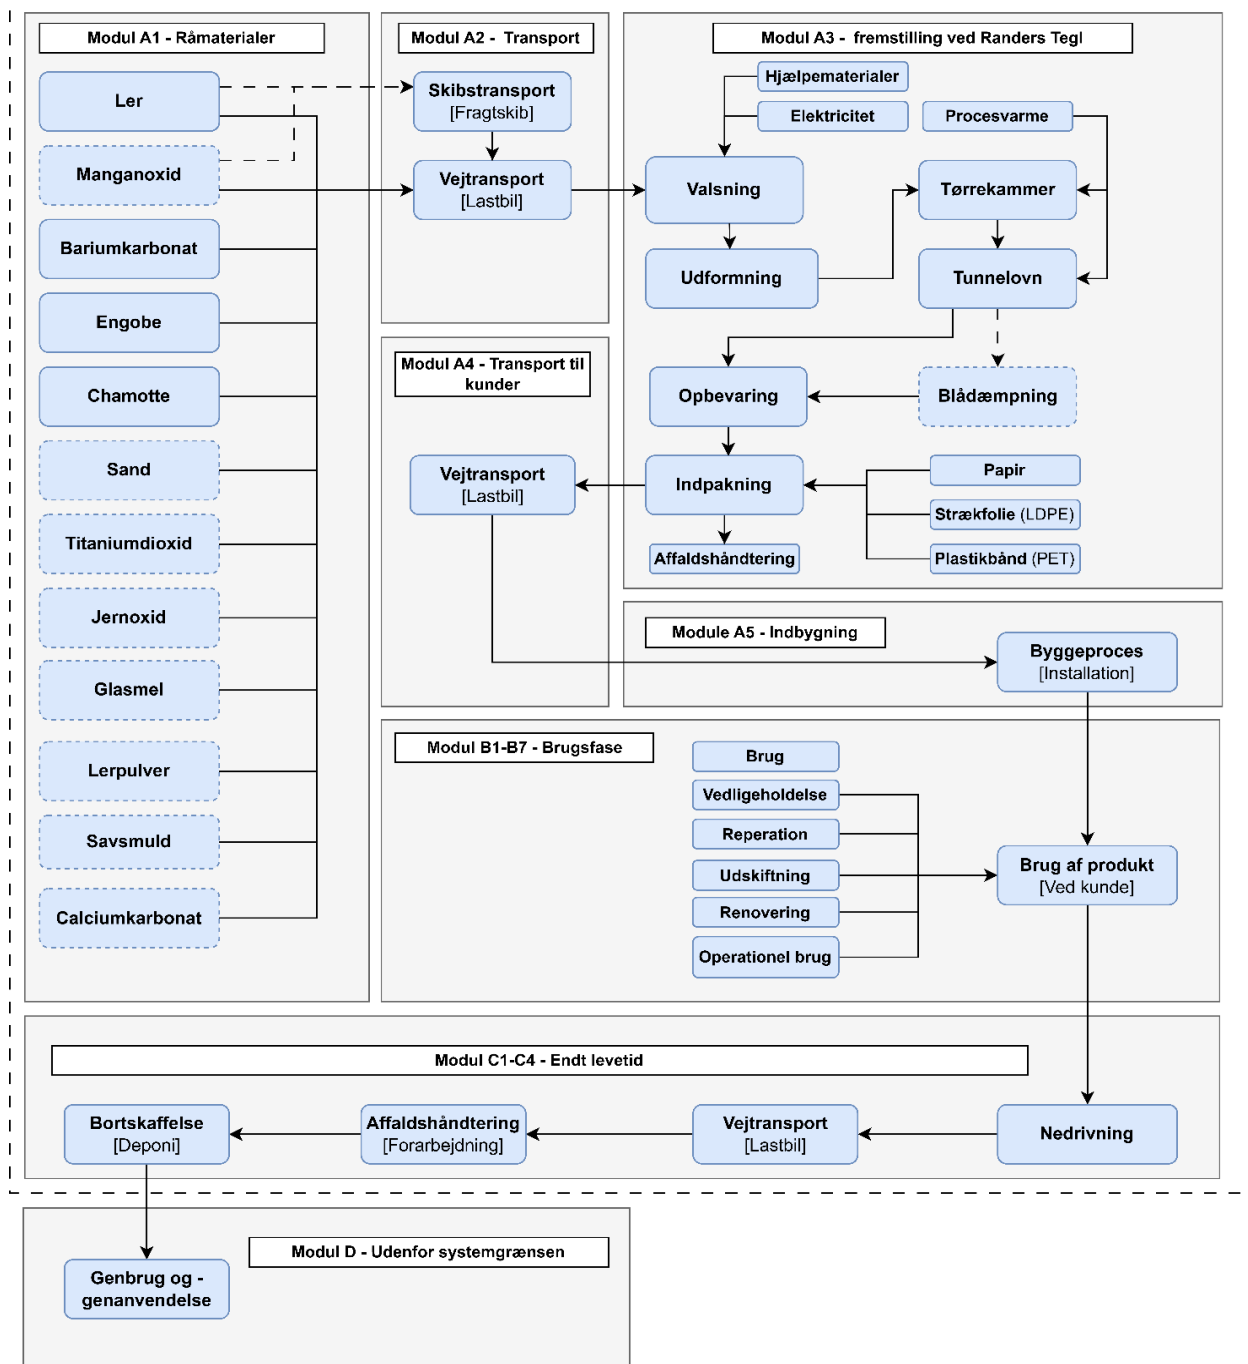 Modul A1 - Råmaterialer
Ler
Manganoxid
Bariumkarbonat
Engobe
Chamotte
Sand
Titaniumdioxid
Jernoxid
Glasmel
Lerpulver
Savsmuld
Calciumkarbonat
Modul A2 - Transport
Skibstransport
[Fragtskib]
Vejtransport
[Lastbil]
Modul A3 - fremstilling ved Randers Tegl
Hjælpematerialer
Elektricitet
Procesvarme
Valsning
Tørrekammer
Udformning
Tunnelovn
Opbevaring
Blådæmpning
Indpakning
Papir
Strækfolie (LDPE)
Plastikbånd (PET)
Affaldshåndtering
Modul A4 - Transport til
kunder
Vejtransport
[Lastbil]
Module A5 - Indbygning
Byggeproces
[Installation]
Modul B1-B7 - Brugsfase
Brug
Vedligeholdelse
Reperation
Udskiftning
Renovering
Operationel brug
Brug af produkt
[Ved kunde]
Modul C1-C4 - Endt levetid
Bortskaffelse
[Deponi]
Affaldshåndtering
[Forarbejdning]
Vejtransport
[Lastbil]
Nedrivning
Modul D - Udenfor systemgrænsen
Genbrug og -
genanvendelse